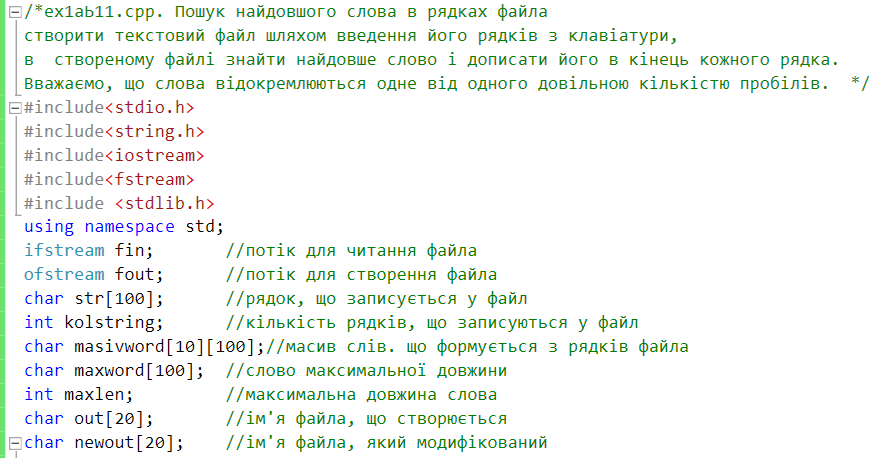 /*ex1ab11.cpp. Пошук найдовшого слова в рядках файла
створити текстовий файл шляхом введення його рядків з клавіатури,
в  створеному файлі знайти найдовше слово і дописати його в кінець кожного рядка.
Вважаємо, що слова відокремлюються одне від одного довільною кількістю пробілів.  */
#include<stdio.h>
#include<string.h>
#include<iostream>
#include<fstream>
#include <stdlib.h>
using namespace std;
ifstream fin;       //потік для читання файла
ofstream fout;      //потік для створення файла
char str[100];      //рядок, що записується у файл
int kolstring;      //кількість рядків, що записуються у файл
char masivword[10][100];//масив слів. що формується з рядків файла
char maxword[100];  //слово максимальної довжини
int maxlen;         //максимальна довжина слова
char out[20];       //ім'я файла, що створюється
char newout[20];    //ім'я файла, який модифікований